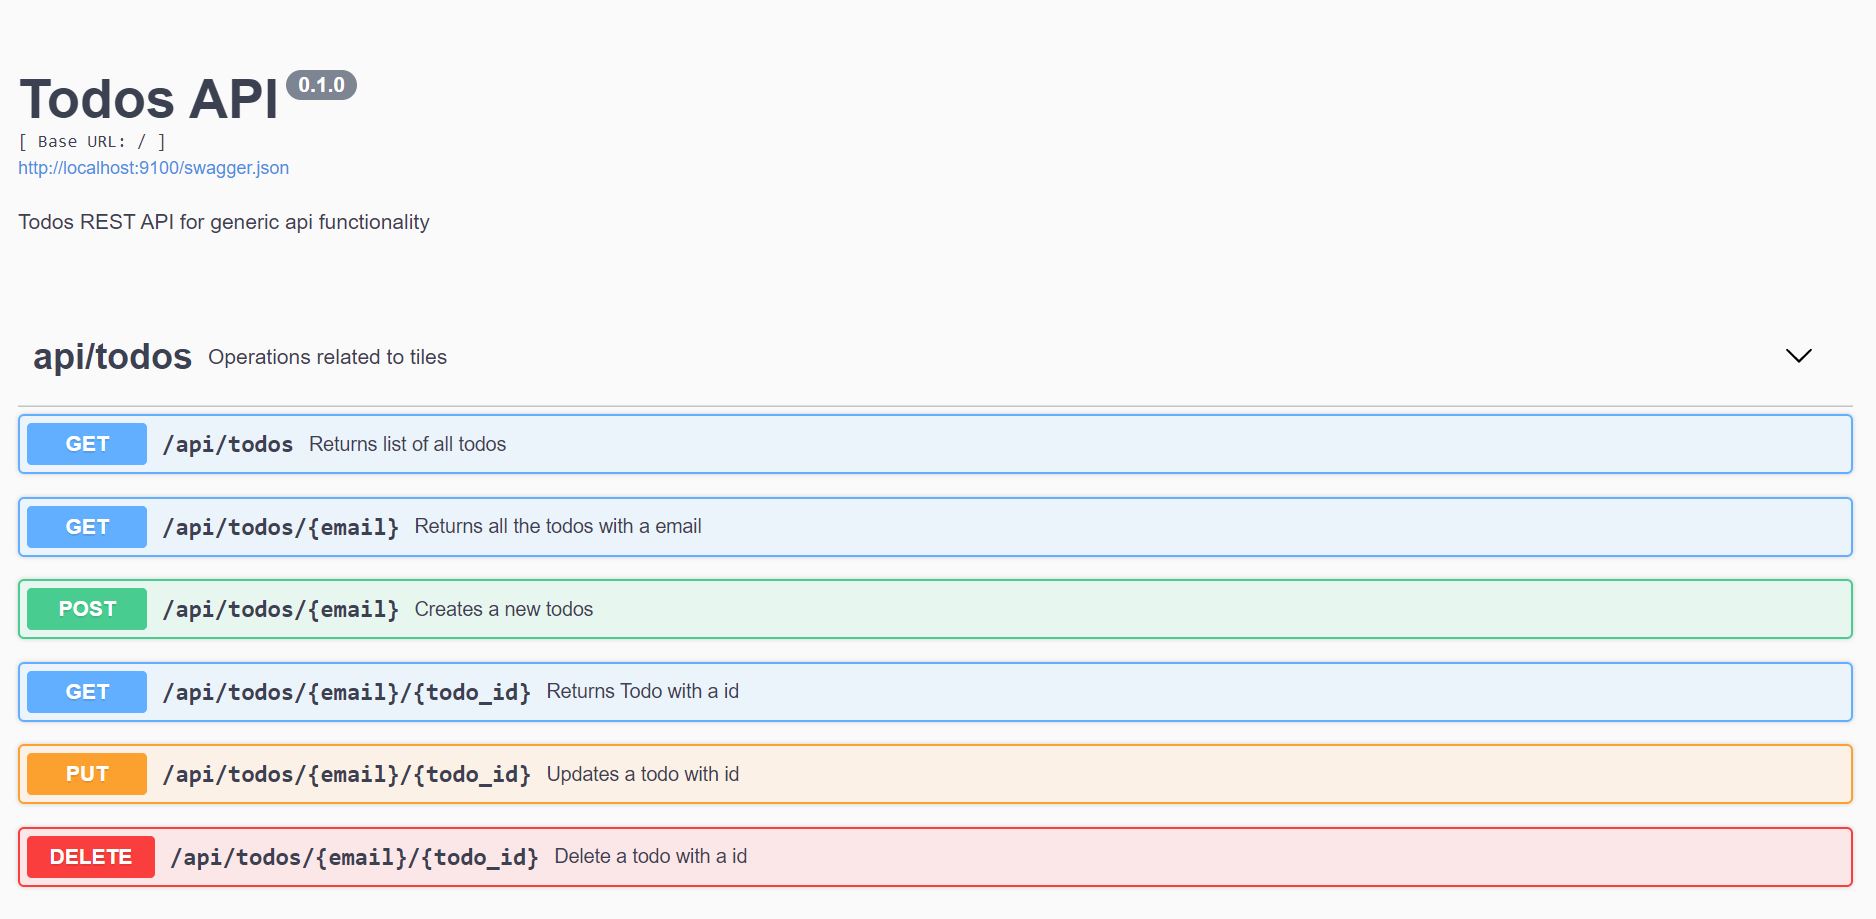 Todos API 0.1.0
[ Base URL: / ]
http://localhost:9100/swagger.json
Todos REST API for generic api functionality
api/todos Operations related to tiles
GET /api/todos Returns list of all todos
GET /api/todos/{email} Returns all the todos with a email
POST /api/todos/{email} Creates a new todos
GET /api/todos/{email}/{todo_id} Returns Todo with a id
PUT /api/todos/{email}/{todo_id} Updates a todo with id
DELETE /api/todos/{email}/{todo_id} Delete a todo with a id